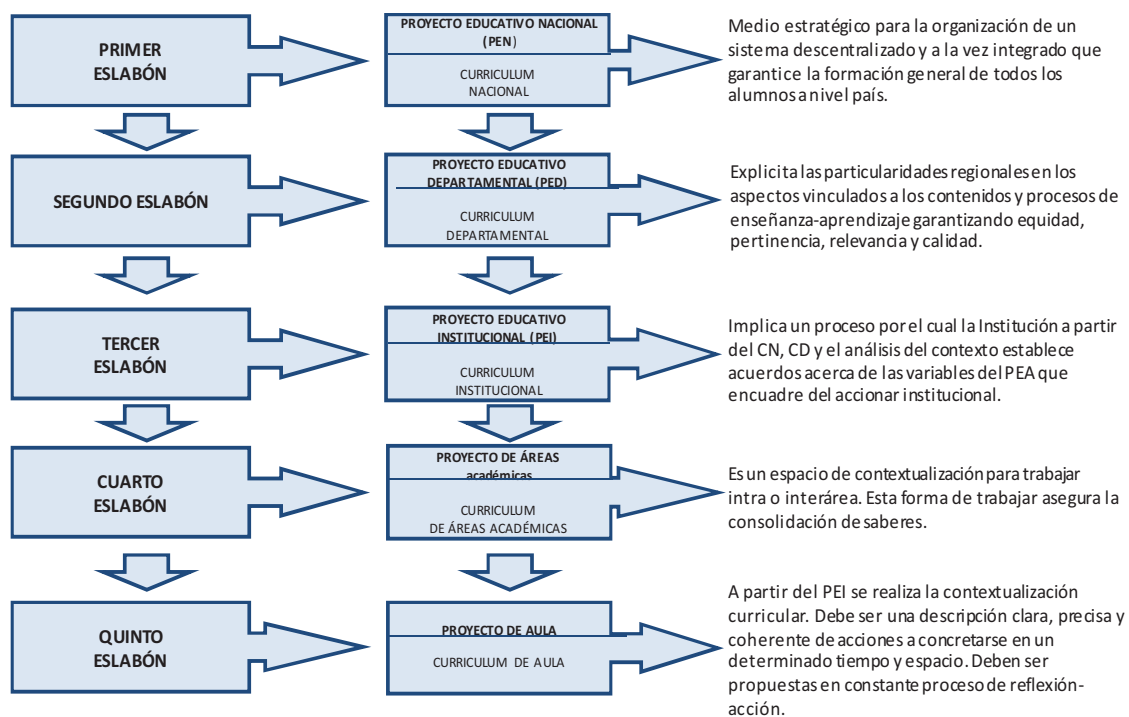 PRIMER
ESLABÓN
PROYECTO EDUCATIVO NACIONAL
(PEN)
CURRICULUM
NACIONAL
Medio estratégico para la organización de un
sistema descentralizado y a la vez integrado que
garantice la formación general de todos los
alumnos a nivel país.
SEGUNDO ESLABÓN
PROYECTO EDUCATIVO
DEPARTAMENTAL (PED)
CURRICULUM
DEPARTAMENTAL
Explicita las particularidades regionales en los
aspectos vinculados a los contenidos y procesos de
enseñanza-aprendizaje garantizando equidad,
pertinencia, relevancia y calidad.
TERCER
ESLABÓN
PROYECTO EDUCATIVO
INSTITUCIONAL (PEI)
CURRICULUM
INSTITUCIONAL
Implica un proceso por el cual la Institución a partir
del CN, CD y el análisis del contexto establece
acuerdos acerca de las variables del PEA que
encuadre del accionar institucional.
CUARTO
ESLABÓN
PROYECTO DE ÁREAS
académicas
CURRICULUM
DE ÁREAS ACADÉMICAS
Es un espacio de contextualización para trabajar
intra o interárea. Esta forma de trabajar asegura la
consolidación de saberes.
QUINTO
ESLABÓN
PROYECTO DE AULA
CURRICULUM DE AULA
A partir del PEI se realiza la contextualización
curricular. Debe ser una descripción clara, precisa y
coherente de acciones a concretarse en un
determinado tiempo y espacio. Deben ser
propuestas en constante proceso de reflexión-
acción.